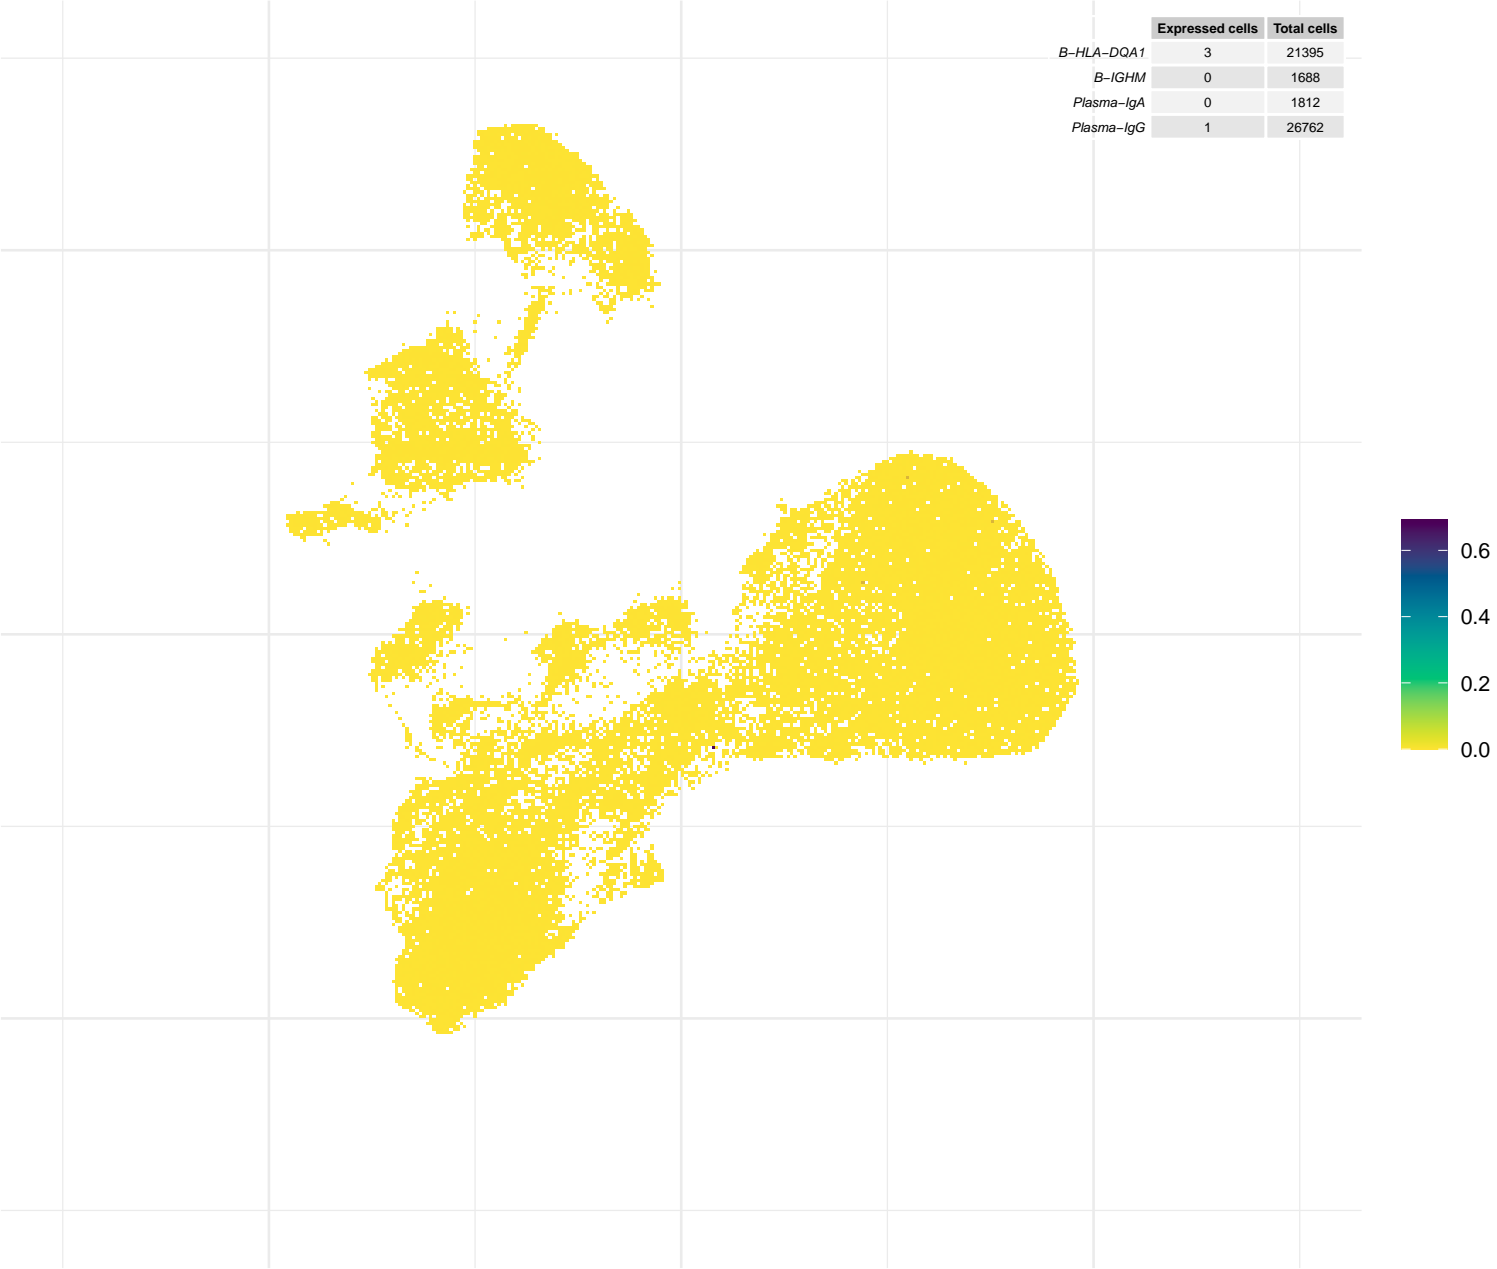 Expressed cells Total cells
B−HLA−DQA1 3 21395
B−IGHM 0 1688
Plasma−IgA 0 1812
Plasma−IgG 1 26762
0.6
0.4
0.2
0.0